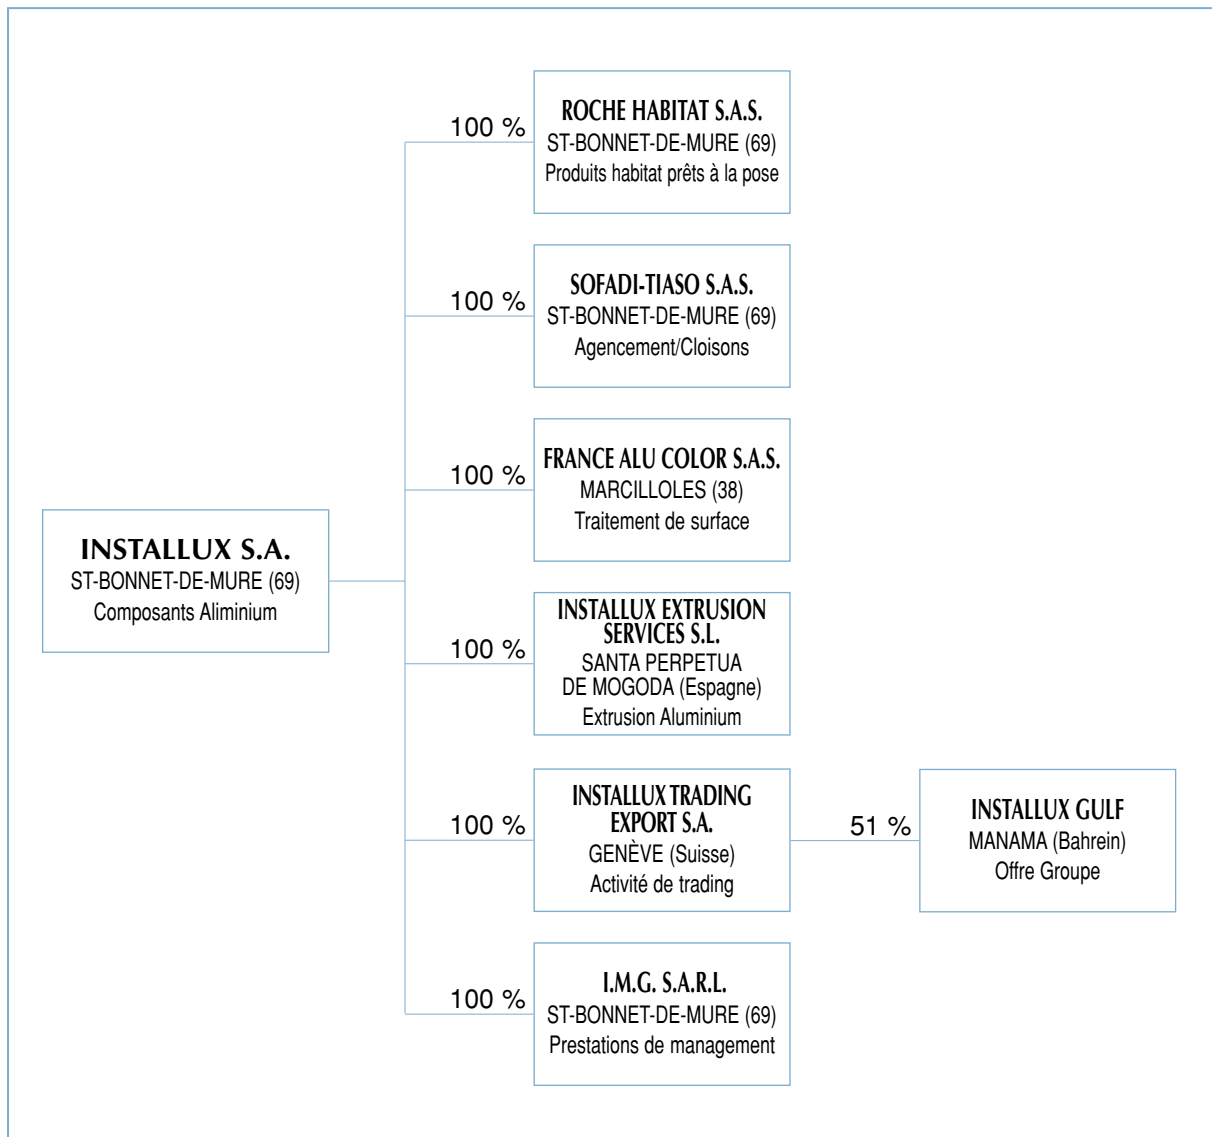 100 %
ROCHE HABITAT S.A.S.
ST-BONNET-DE-MURE (69)
Produits habitat prêts à la pose
100 %
SOFADI-TIASO S.A.S.
ST-BONNET-DE-MURE (69)
Agencement/Cloisons
100 %
FRANCE ALU COLOR S.A.S.
MARCILLOLES (38)
Traitement de surface
INSTALLUX S.A.
ST-BONNET-DE-MURE (69)
Composants Aliminium
100 %
INSTALLUX EXTRUSION
SERVICES S.L.
SANTA PERPETUA
DE MOGODA (Espagne)
Extrusion Aluminium
100 %
INSTALLUX TRADING
EXPORT S.A.
GENÈVE (Suisse)
Activité de trading
51 %
INSTALLUX GULF
MANAMA (Bahrein)
Offre Groupe
100 %
I.M.G. S.A.R.L.
ST-BONNET-DE-MURE (69)
Prestations de management